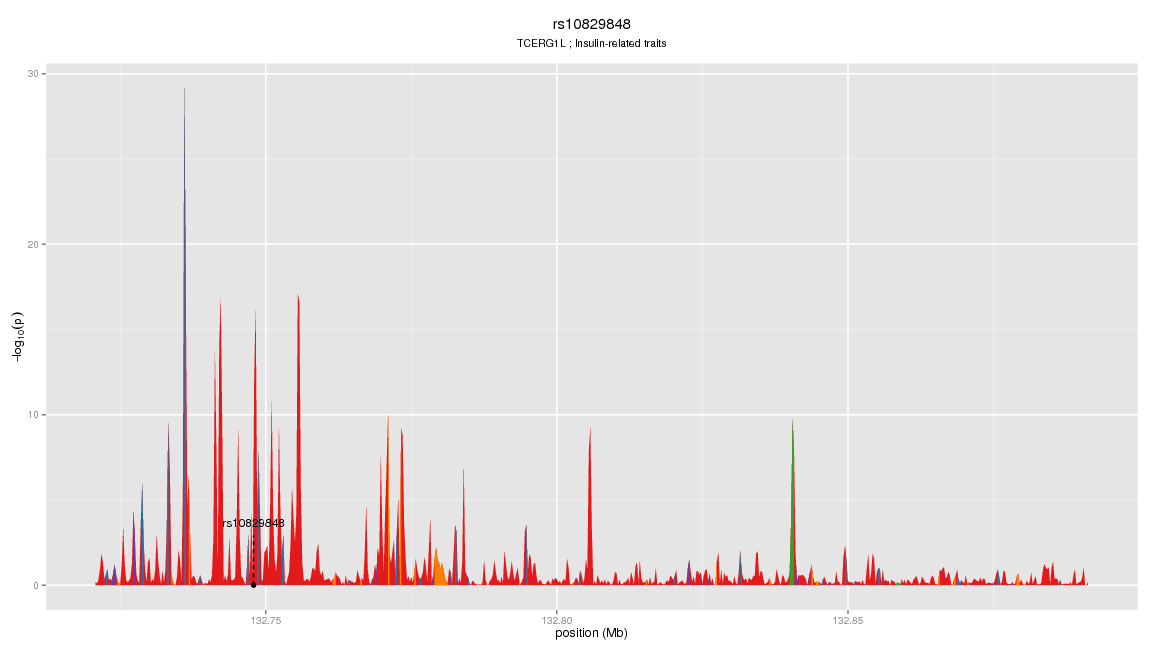 rs10829848
TCERG1L ; Insulin-related traits
30
20
10
0
-log10(p)
rs10829848
132.75
132.80
132.85
position (Mb)